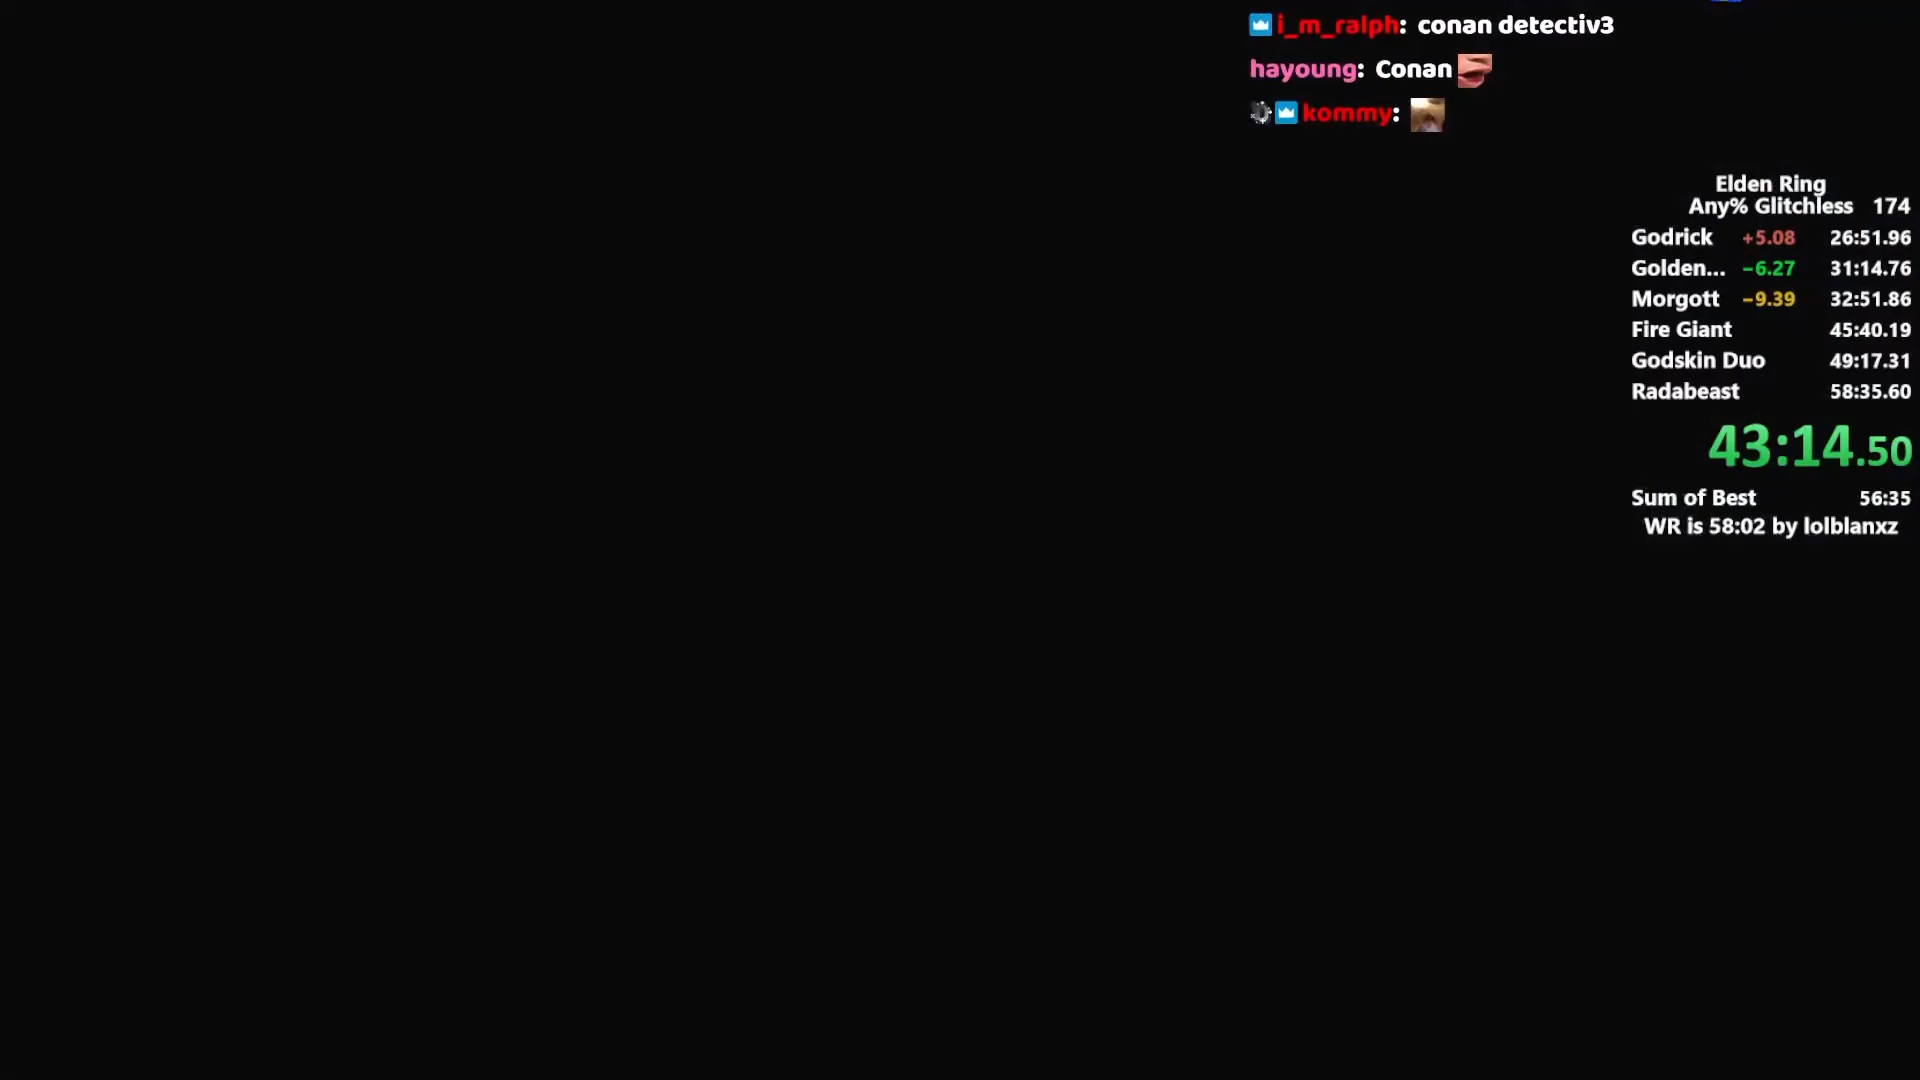 i_m_ralph: conan detectiv3
hayoung: Conan
kommy:
Elden Ring
Any% Glitchless 174
Godrick +5.08 26:51.96
Golden... −6.27 31:14.76
Morgott −9.39 32:51.86
Fire Giant 45:40.19
Godskin Duo 49:17.31
Radabeast 58:35.60
43:14.50
Sum of Best 56:35
WR is 58:02 by lolblanxz